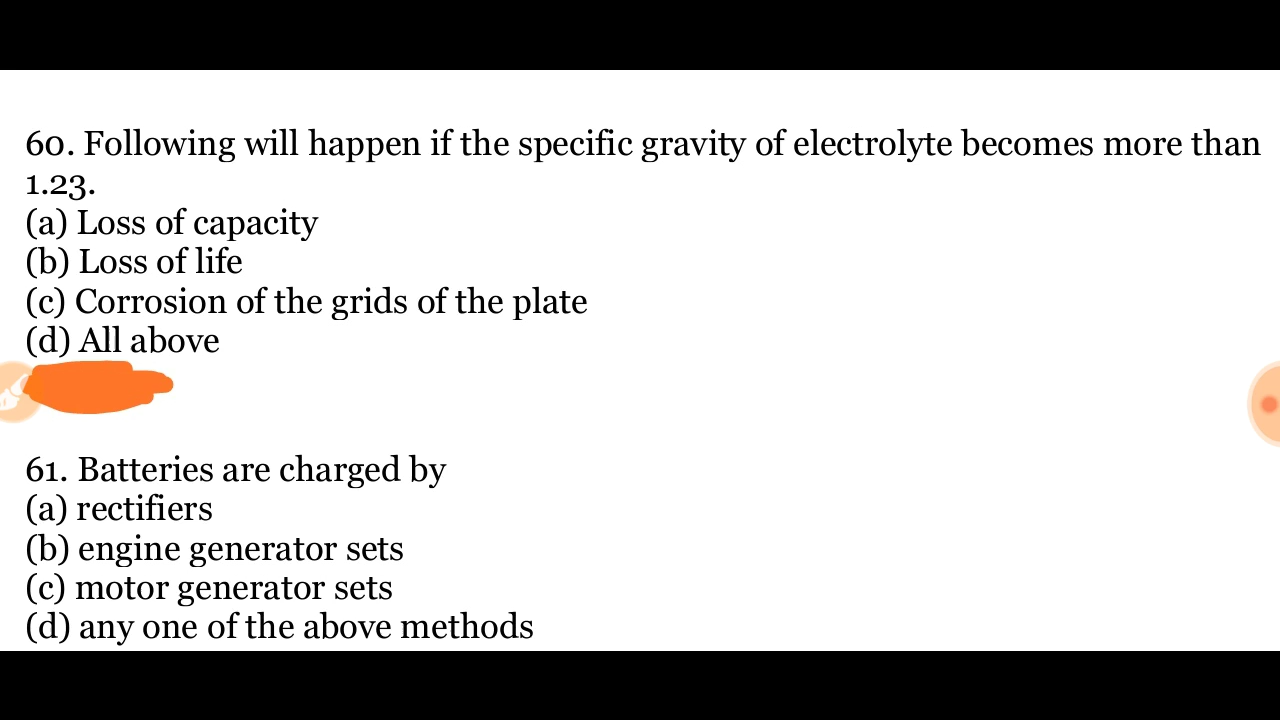 60. Following will happen if the specific gravity of electrolyte becomes more than
1.23.
(a) Loss of capacity
(b) Loss of life
(c) Corrosion of the grids of the plate
(d) All above
61. Batteries are charged by
(a) rectifiers
(b) engine generator sets
(c) motor generator sets
(d) any one of the above methods